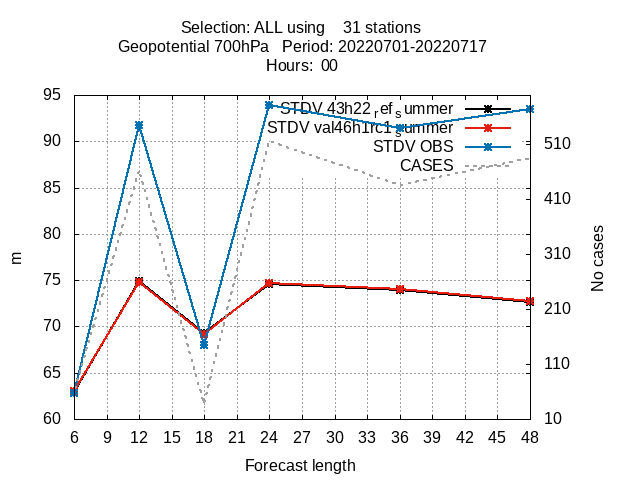 Selection: ALL using    31 stations
Geopotential 700hPa   Period: 20220701-20220717
Hours:  00
95
90
85
80
75
70
65
60
m
STDV 43h22_ref_summer
STDV val46h1rc1_summer
STDV OBS
CASES
510
410
310
210
110
10
No cases
6 9 12 15 18 21 24 27 30 33 36 39 42 45 48
Forecast length